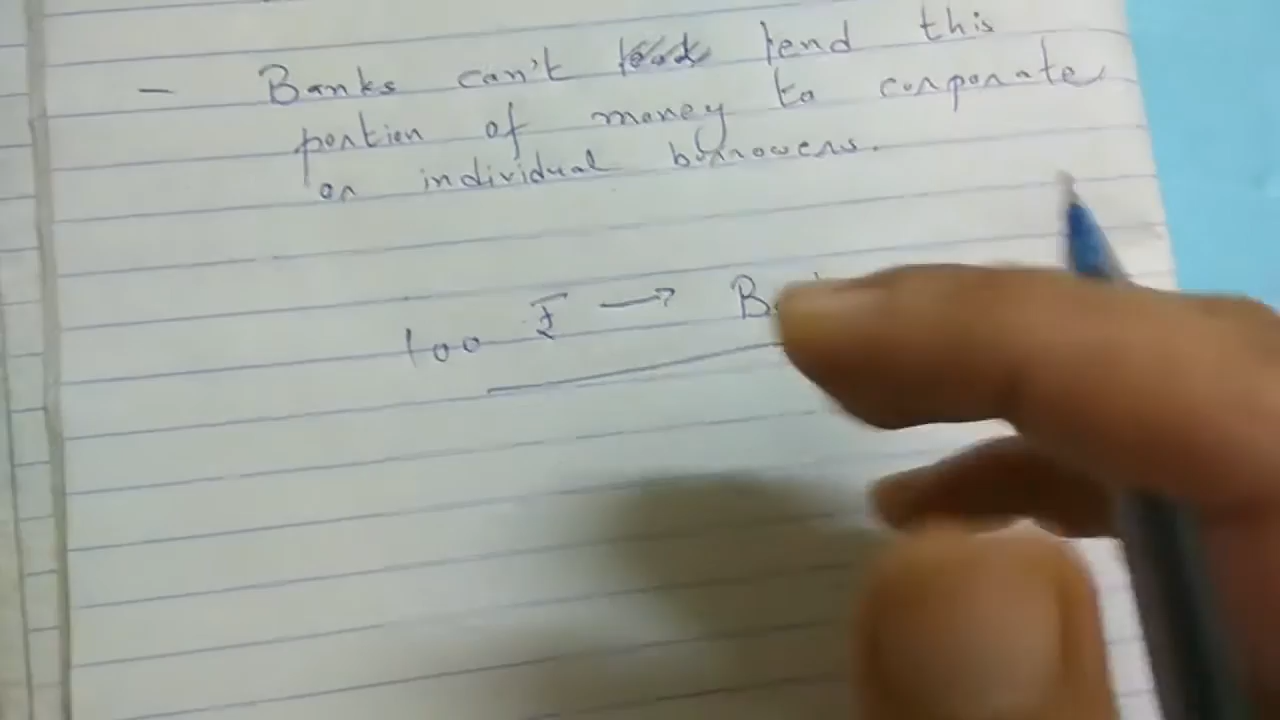 - Banks can't lend this
portion of money to corporate
or individual borrowers.
100 ₹ →